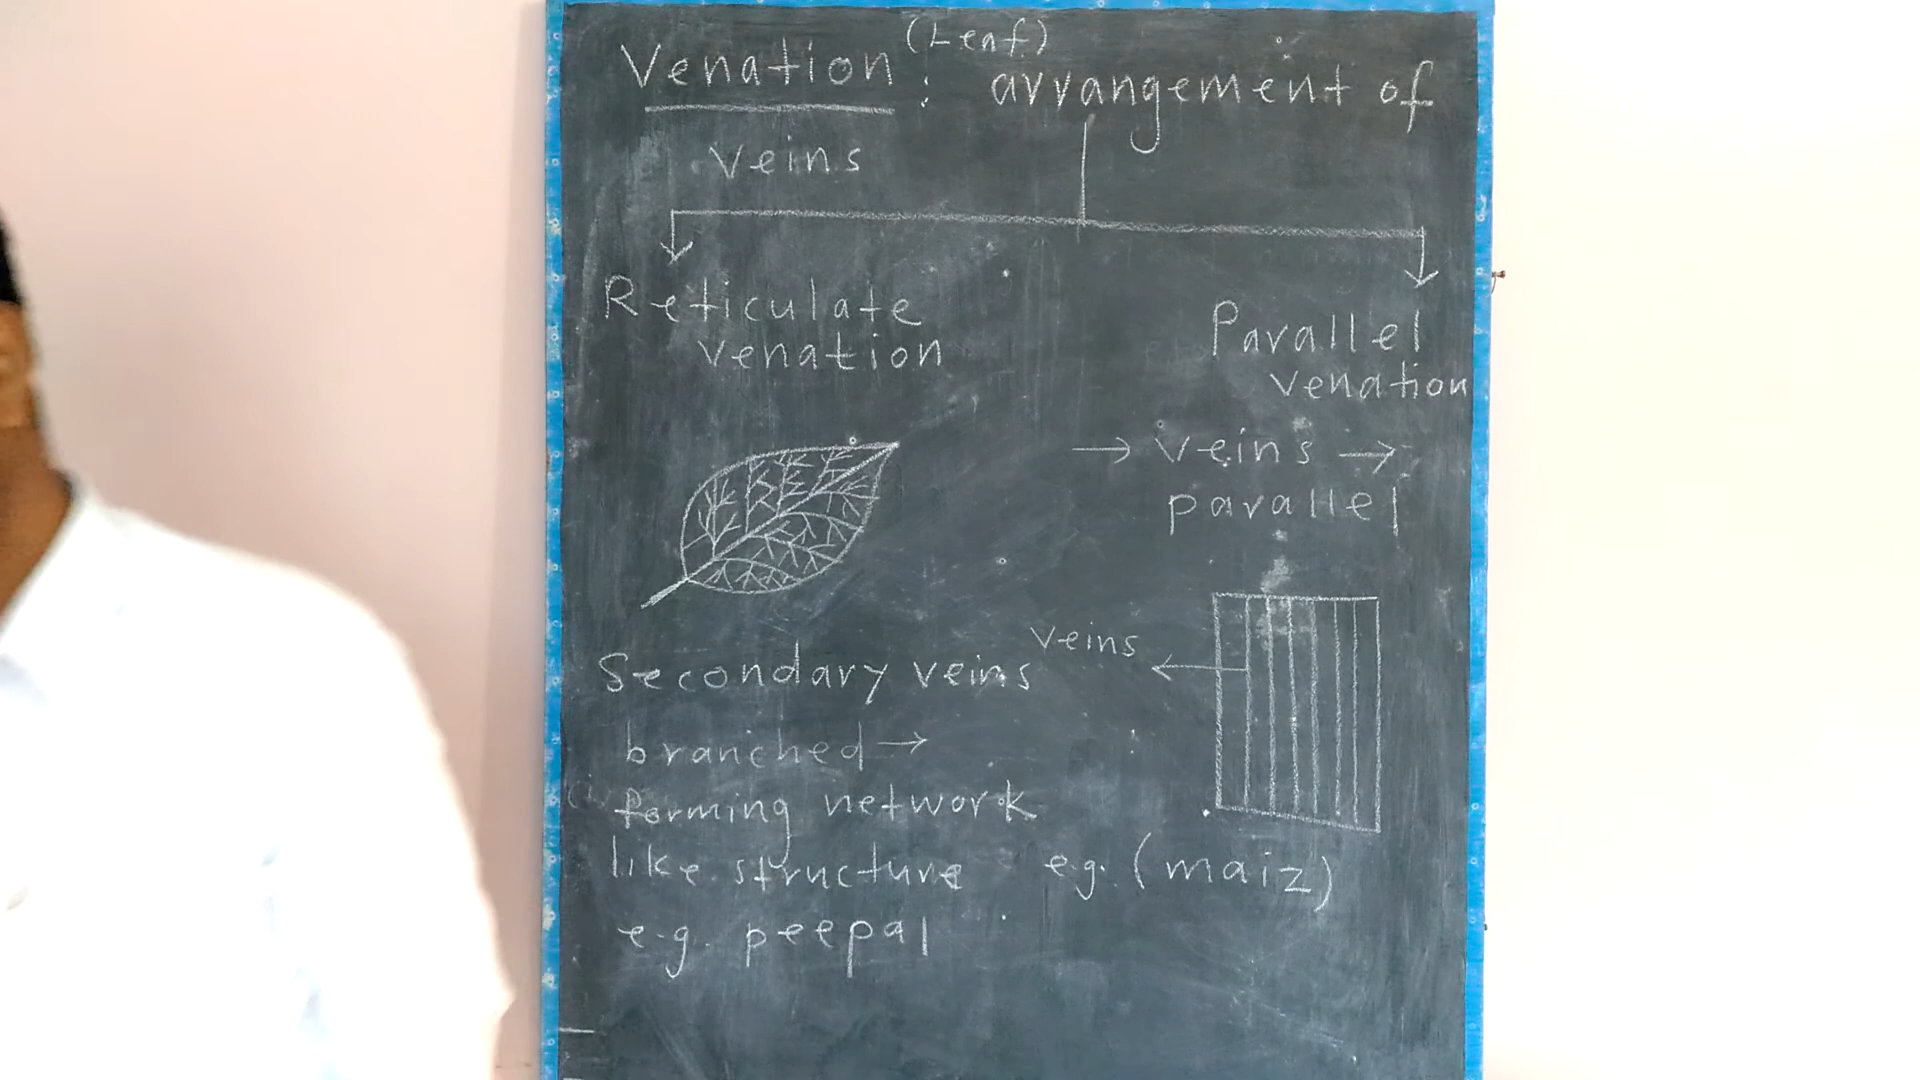 (Leaf)
Venation : arrangement of
veins
Reticulate
venation
Parallel
venation
→ veins →
parallel
veins
Secondary veins
branched →
forming network
like structure
e.g. peepal
e.g. (maiz)